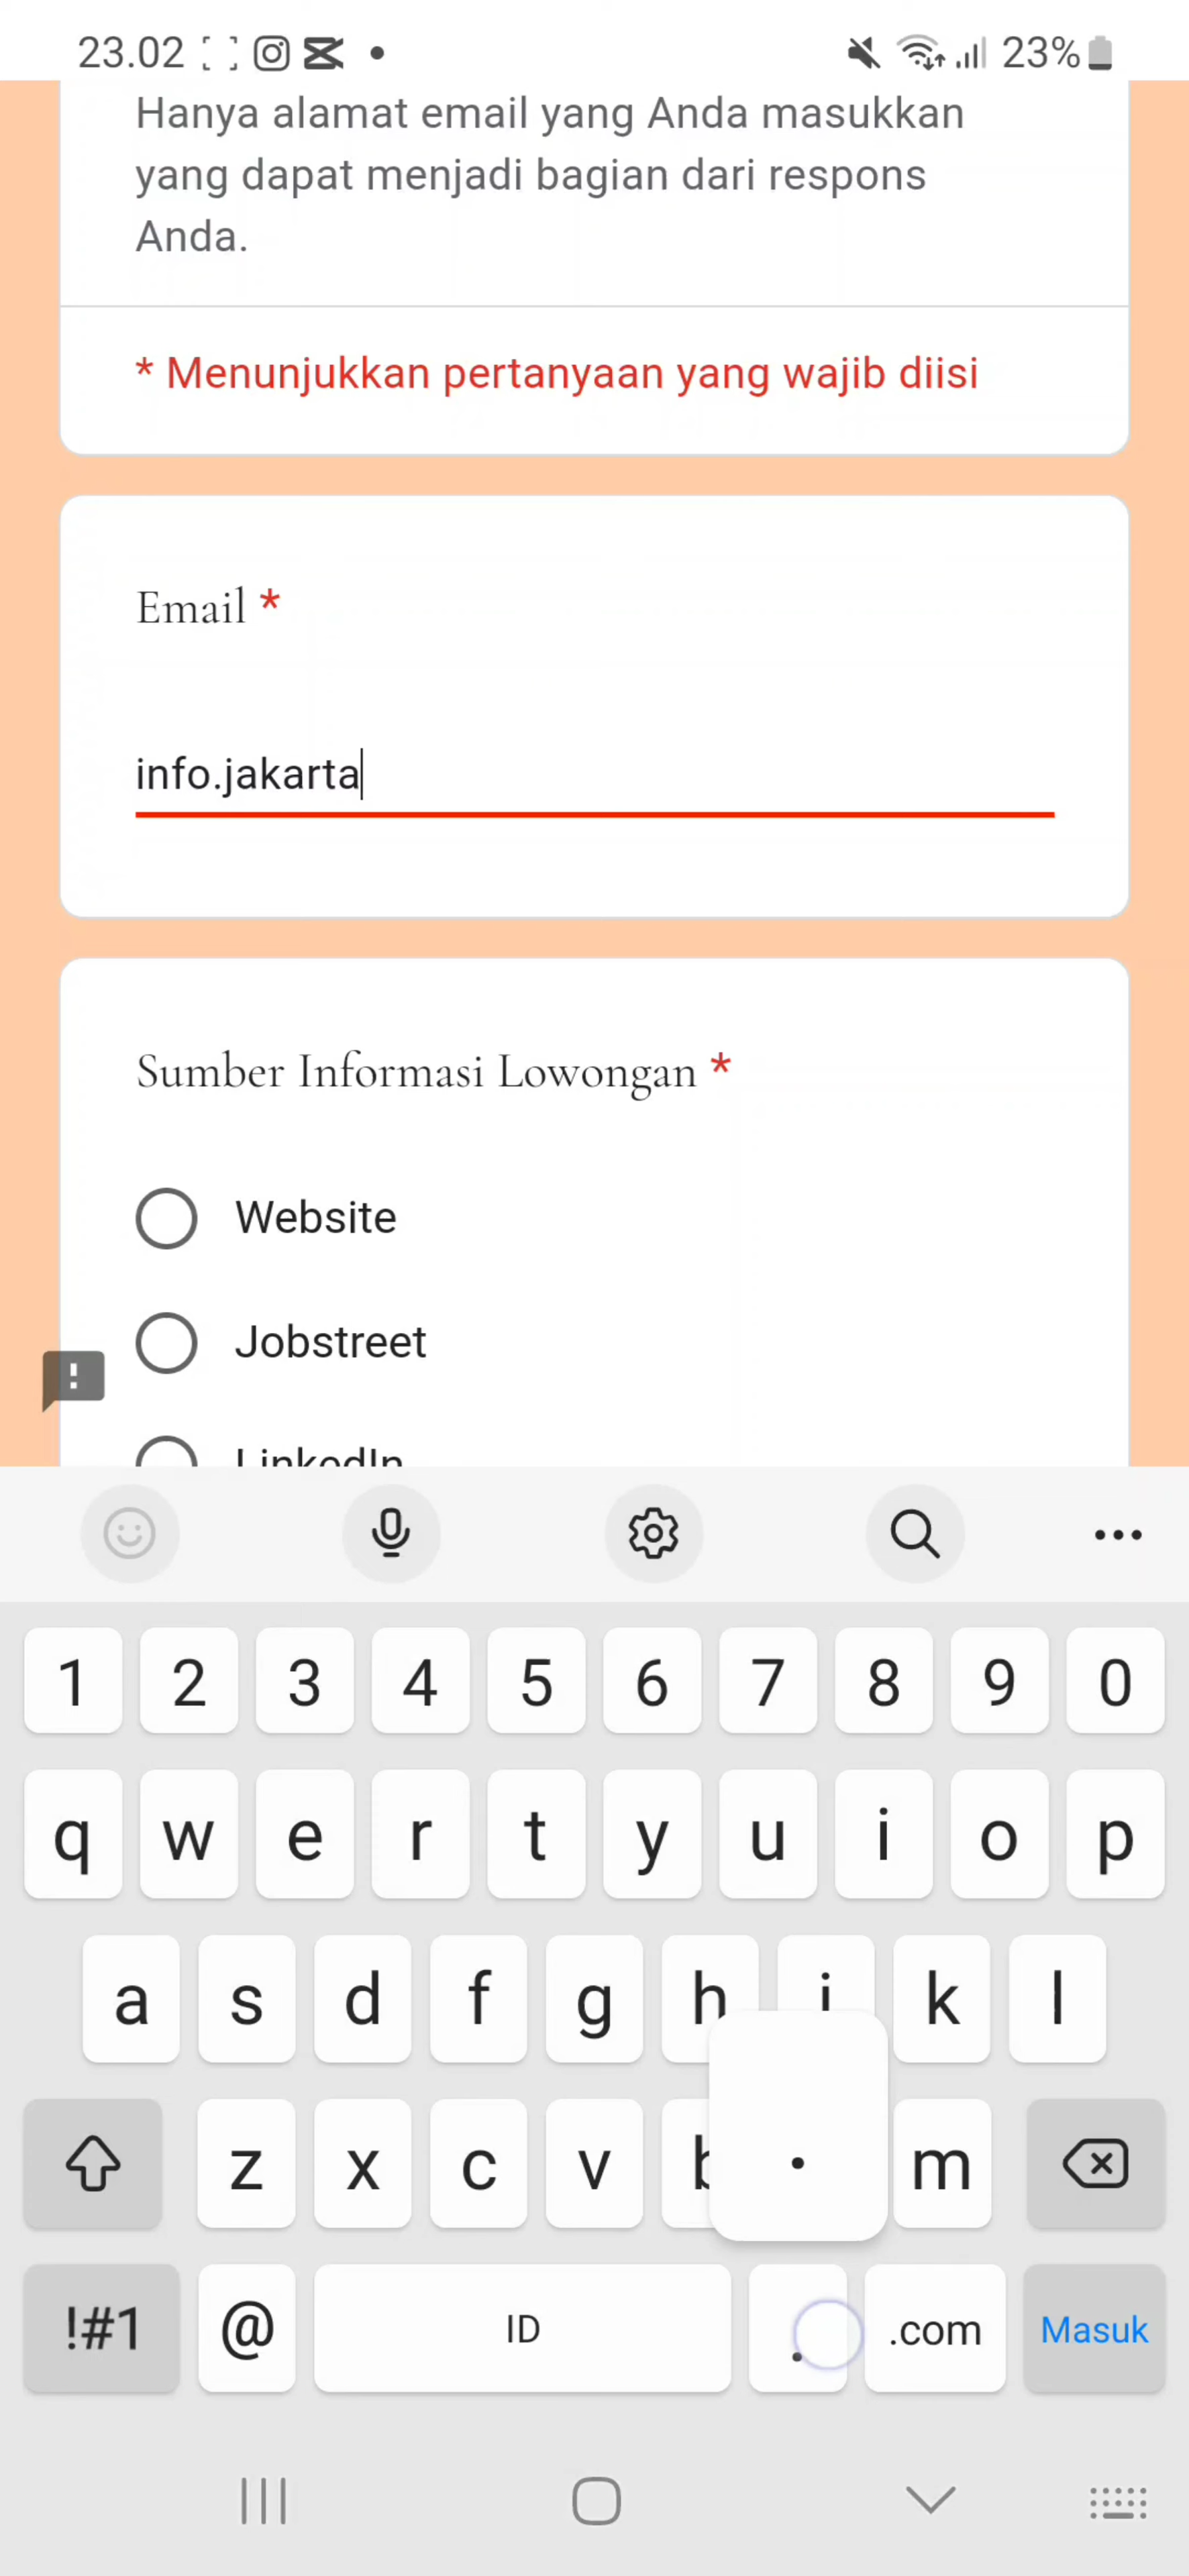 23.02
23%
Hanya alamat email yang Anda masukkan
yang dapat menjadi bagian dari respons
Anda.
* Menunjukkan pertanyaan yang wajib diisi
Email *
info.jakarta
Sumber Informasi Lowongan *
Website
Jobstreet
LinkedIn
1 2 3 4 5 6 7 8 9 0
q w e r t y u i o p
a s d f g h j k l
z x c v b . m
!#1 @ ID . .com Masuk